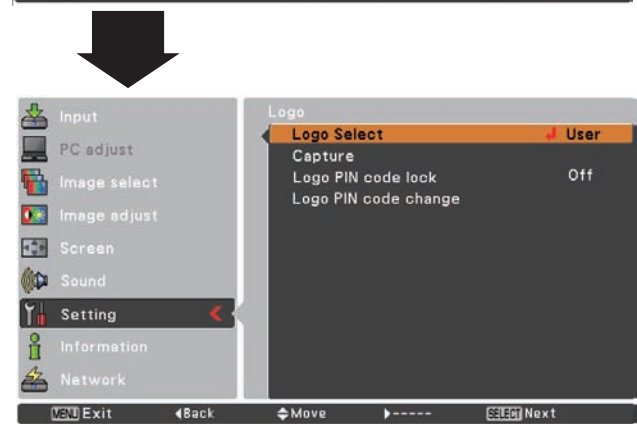 Input
PC adjust
Image select
Image adjust
Screen
Sound
Setting
Information
Network
Logo
Logo Select User
Capture
Logo PIN code lock Off
Logo PIN code change
MENU Exit ◀Back Move ▶----- SELECT Next